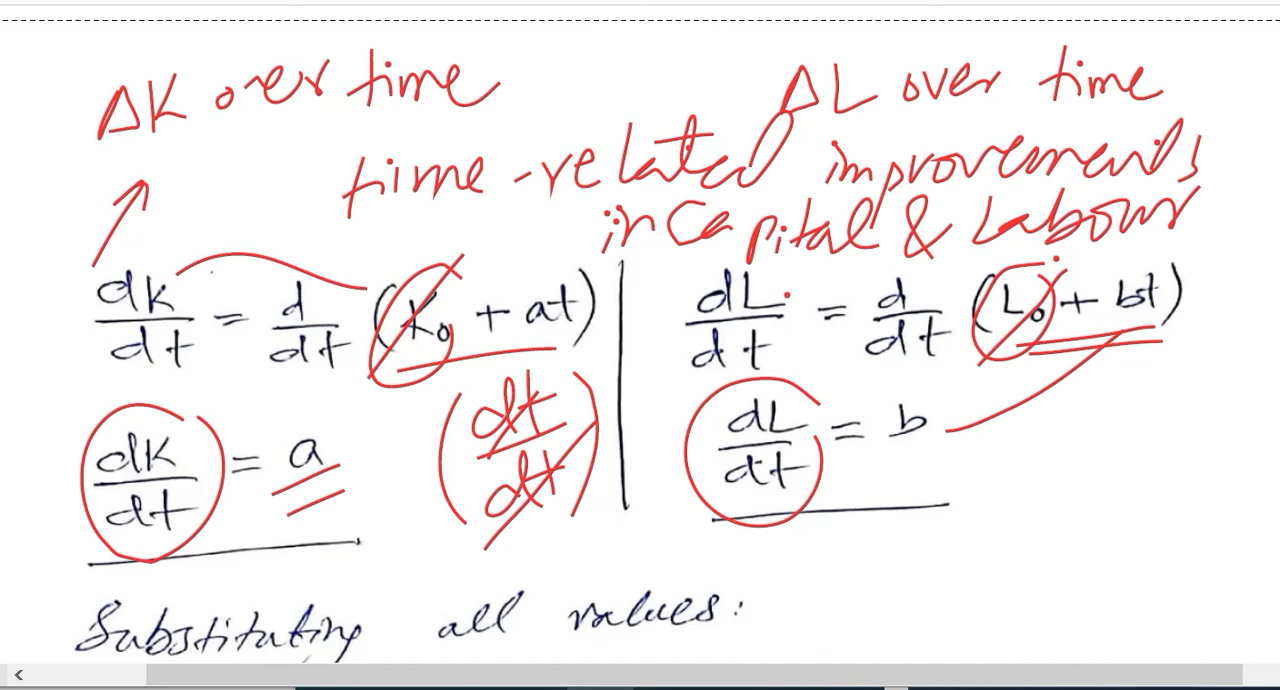 ΔK over time
ΔL over time
time-related improvements
in Capital & Labour
dk/dt = d/dt (K₀ + at)
dL/dt = d/dt (L₀ + bt)
dk/dt = a
(dt/dt)
dL/dt = b
Substituting all values: